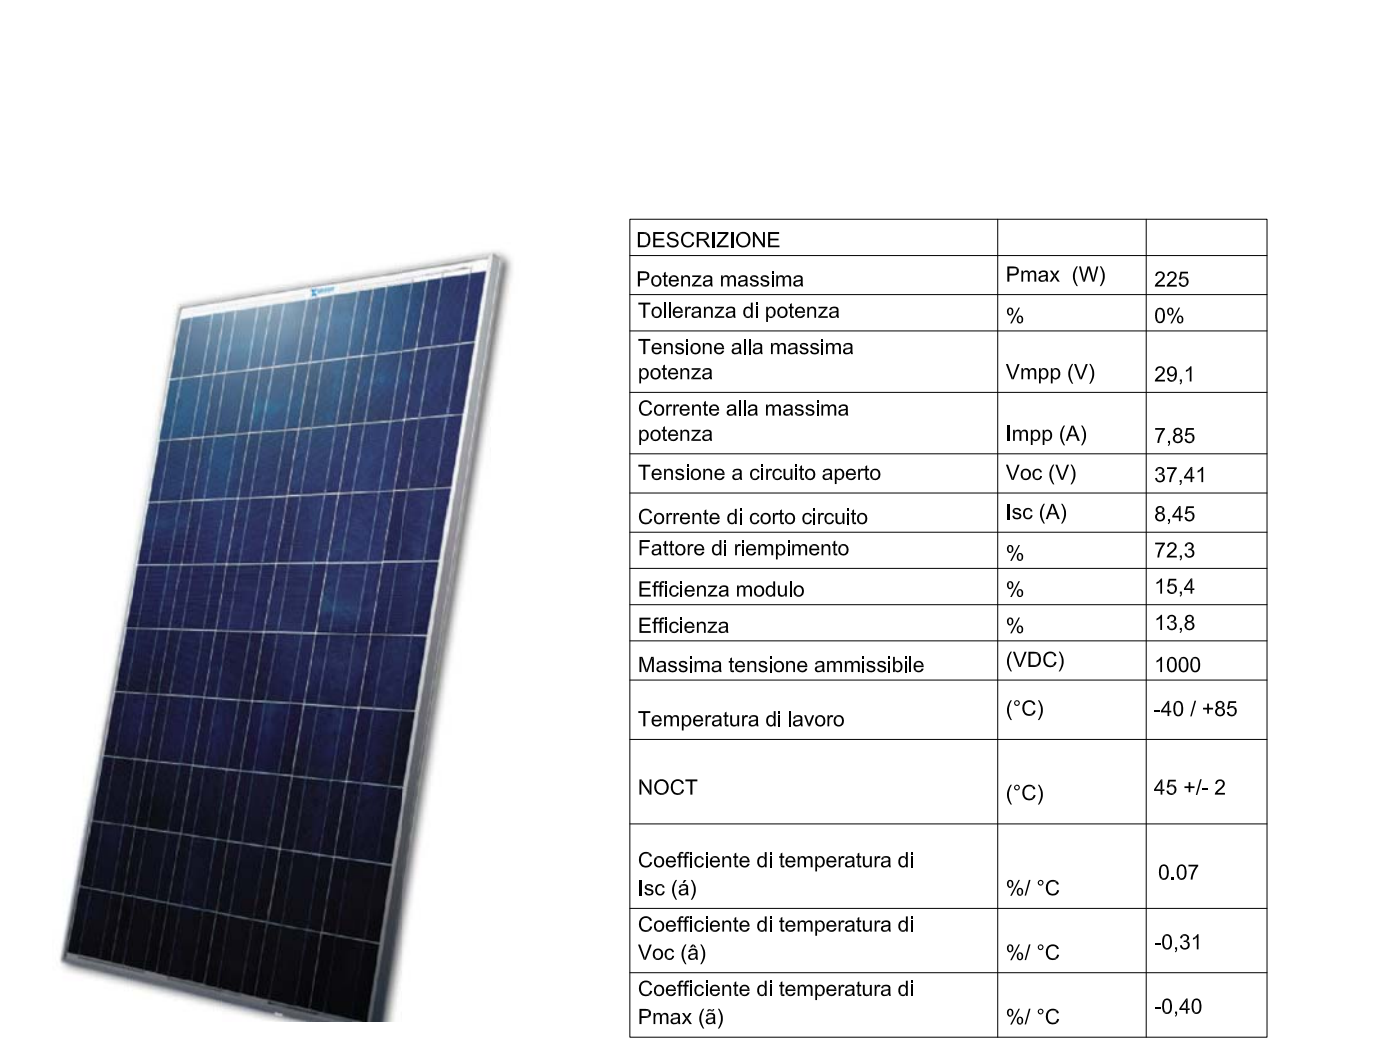 DESCRIZIONE
Potenza massima Pmax (W) 225
Tolleranza di potenza % 0%
Tensione alla massima
potenza Vmpp (V) 29,1
Corrente alla massima
potenza Impp (A) 7,85
Tensione a circuito aperto Voc (V) 37,41
Corrente di corto circuito Isc (A) 8,45
Fattore di riempimento % 72,3
Efficienza modulo % 15,4
Efficienza % 13,8
Massima tensione ammissibile (VDC) 1000
Temperatura di lavoro (°C) -40 / +85
NOCT (°C) 45 +/- 2
Coefficiente di temperatura di
Isc (á) %/ °C 0.07
Coefficiente di temperatura di
Voc (â) %/ °C -0,31
Coefficiente di temperatura di
Pmax (ã) %/ °C -0,40